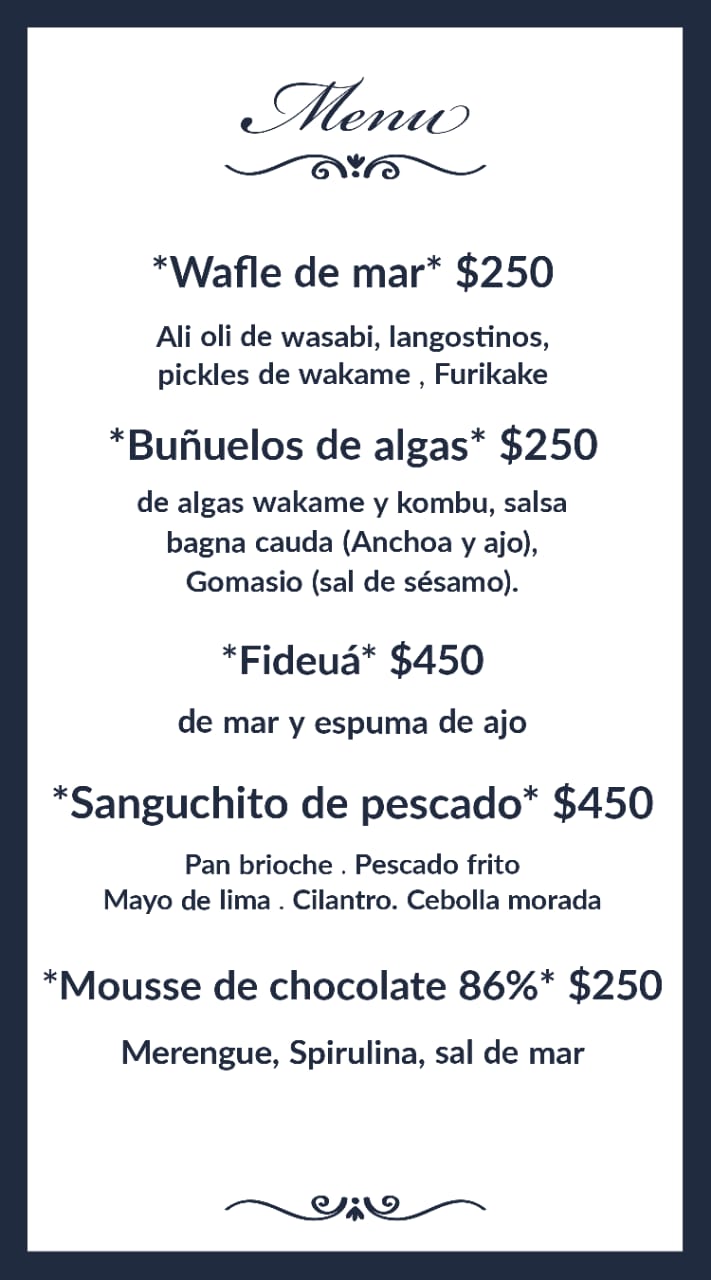 Menu
*Wafle de mar* $250
Ali oli de wasabi, langostinos,
pickles de wakame , Furikake
*Buñuelos de algas* $250
de algas wakame y kombu, salsa
bagna cauda (Anchoa y ajo),
Gomasio (sal de sésamo).
*Fideuá* $450
de mar y espuma de ajo
*Sanguchito de pescado* $450
Pan brioche . Pescado frito
Mayo de lima . Cilantro. Cebolla morada
*Mousse de chocolate 86%* $250
Merengue, Spirulina, sal de mar